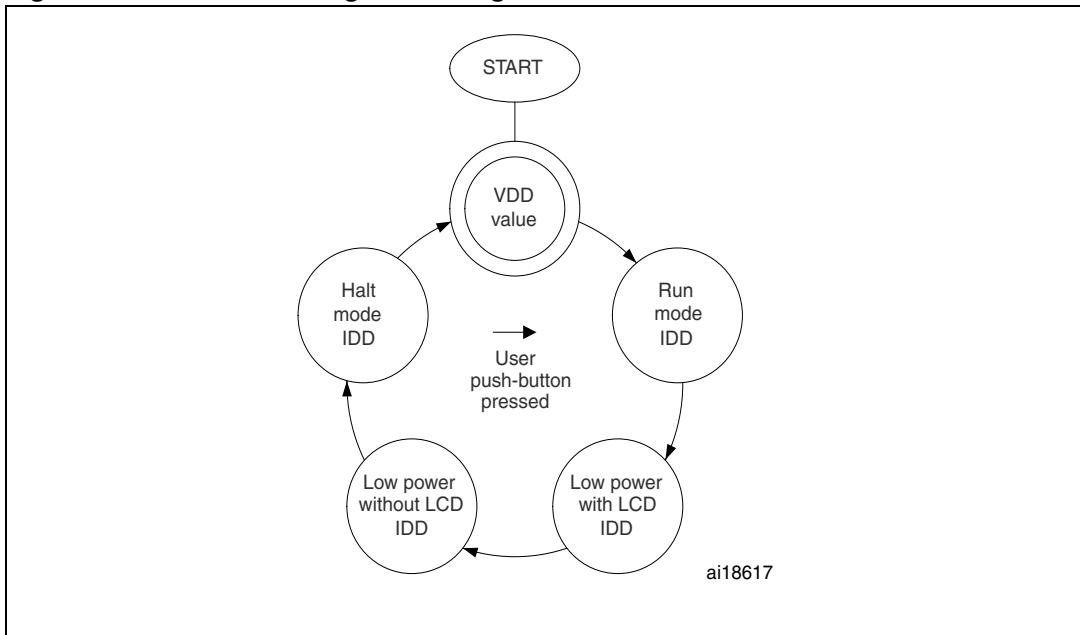 START
VDD
value
Run
mode
IDD
Low power
with LCD
IDD
Low power
without LCD
IDD
Halt
mode
IDD
User
push-button
pressed
ai18617